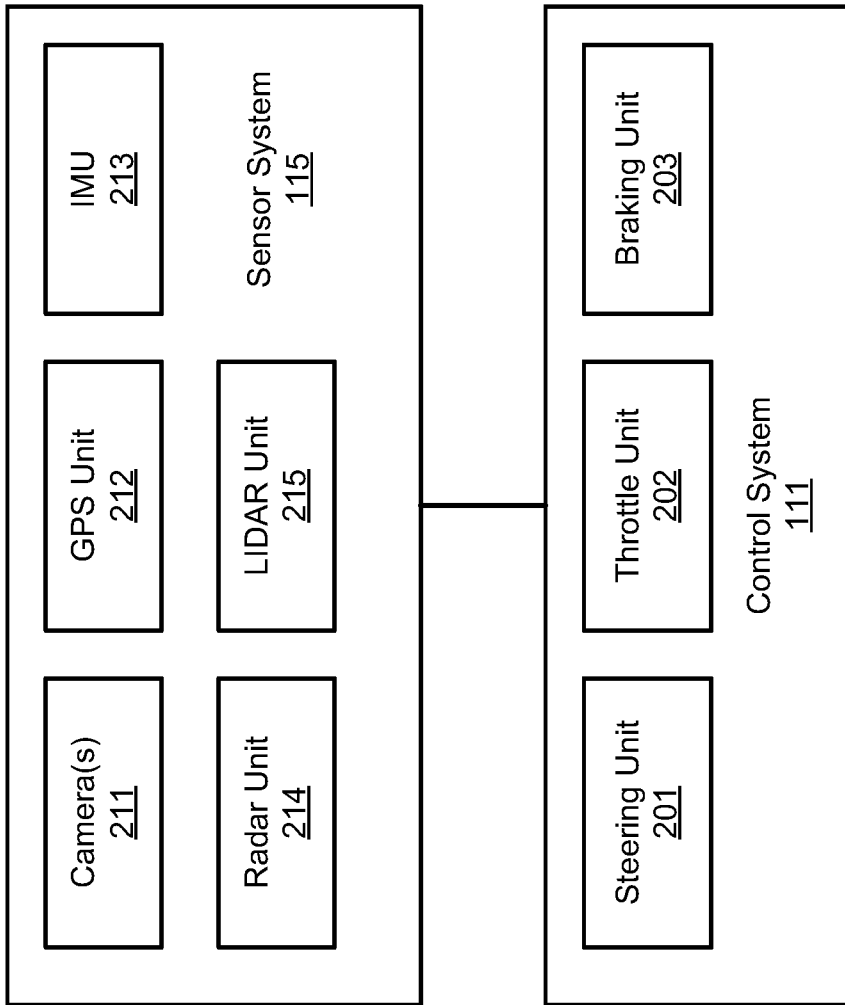 Camera(s)
211
GPS Unit
212
IMU
213
Radar Unit
214
LIDAR Unit
215
Sensor System
115
Steering Unit
201
Throttle Unit
202
Braking Unit
203
Control System
111